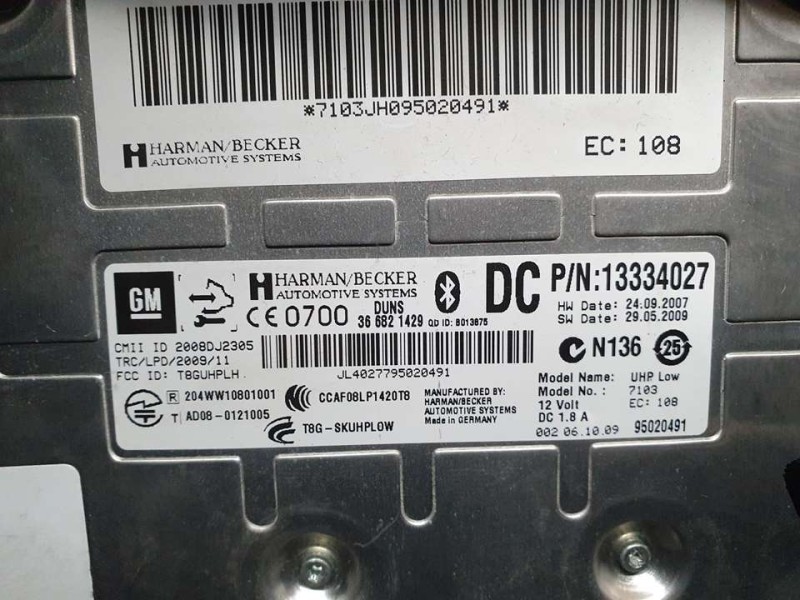 *7103JH095020491*
HARMAN/BECKER
AUTOMOTIVE SYSTEMS
EC: 108
GM
HARMAN/BECKER
AUTOMOTIVE SYSTEMS
DC P/N:13334027
CE 0700
DUNS
36 682 1429
QD ID: B013875
HW Date: 24.09.2007
SW Date: 29.05.2009
CMII ID 2008DJ2305
TRC/LPD/2009/11
FCC ID: T8GUHPLH
JL4027795020491
N136
25
R 204WW10801001
T AD08-0121005
CCAF08LP1420T8
T8G-SKUHPLOW
MANUFACTURED BY:
HARMAN/BECKER
AUTOMOTIVE SYSTEMS
Made in GERMANY
Model Name: UHP Low
Model No.: 7103
12 Volt EC: 108
DC 1.8 A
002 06.10.09 95020491